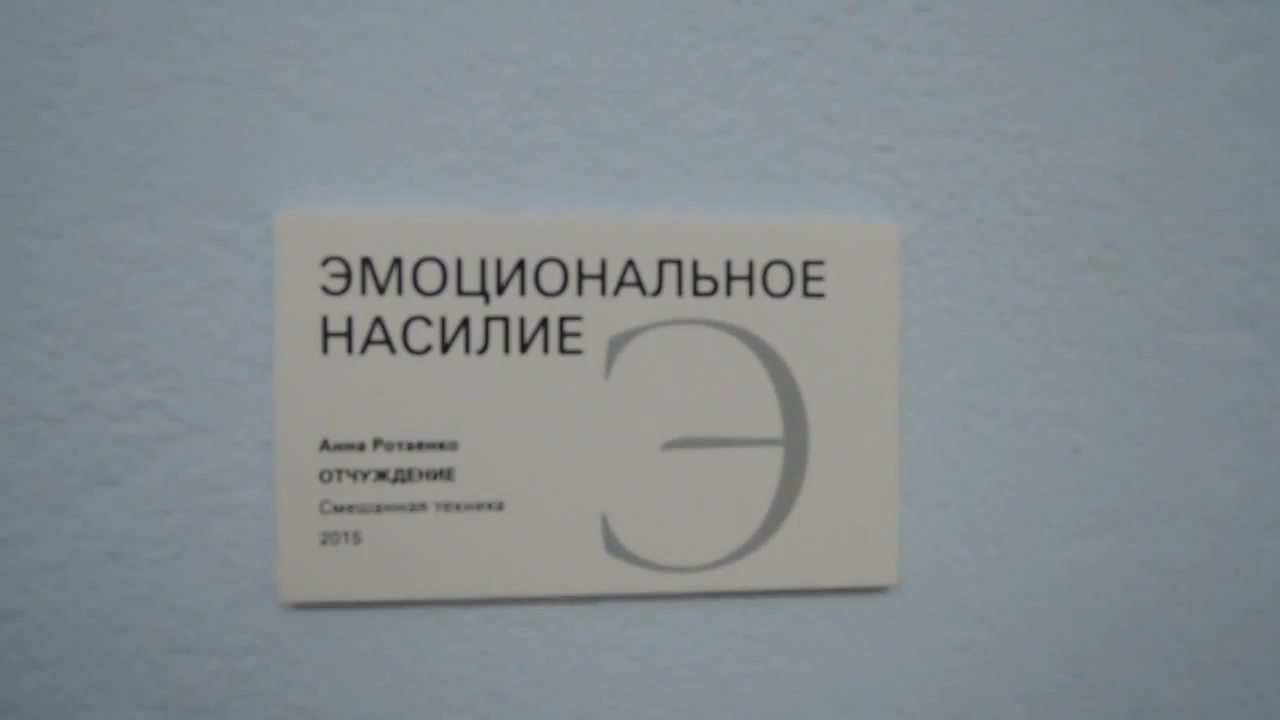 ЭМОЦИОНАЛЬНОЕ
НАСИЛИЕ
Э
Анна Ротаенко
ОТЧУЖДЕНИЕ
Смешанная техника
2015